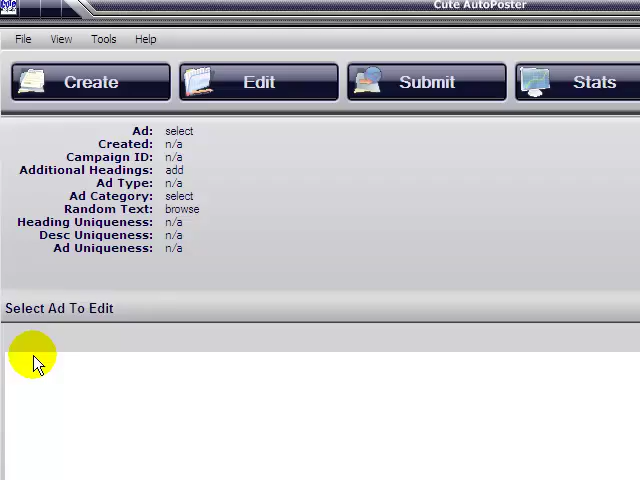 Cute AutoPoster
File View Tools Help
Create Edit Submit Stats
Ad: select
Created: n/a
Campaign ID: n/a
Additional Headings: add
Ad Type: n/a
Ad Category: select
Random Text: browse
Heading Uniqueness: n/a
Desc Uniqueness: n/a
Ad Uniqueness: n/a
Select Ad To Edit